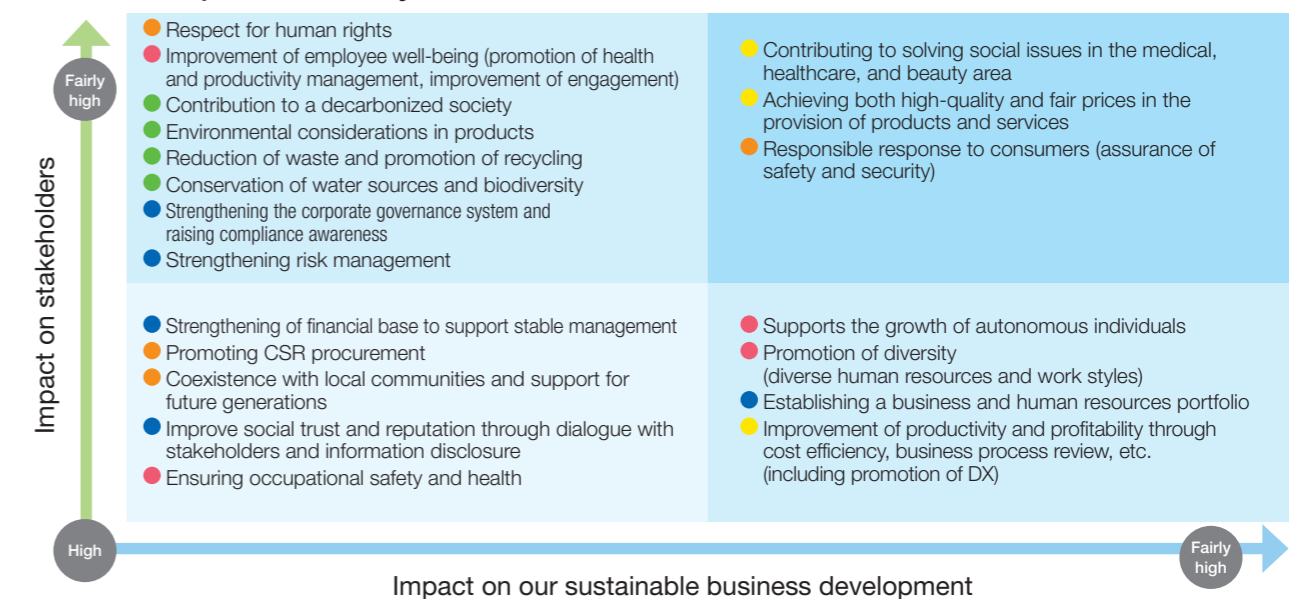 Fairly
high
Respect for human rights
Improvement of employee well-being (promotion of health
and productivity management, improvement of engagement)
Contribution to a decarbonized society
Environmental considerations in products
Reduction of waste and promotion of recycling
Conservation of water sources and biodiversity
Strengthening the corporate governance system and
raising compliance awareness
Strengthening risk management
Contributing to solving social issues in the medical,
healthcare, and beauty area
Achieving both high-quality and fair prices in the
provision of products and services
Responsible response to consumers (assurance of
safety and security)
Impact on stakeholders
Strengthening of financial base to support stable management
Promoting CSR procurement
Coexistence with local communities and support for
future generations
Improve social trust and reputation through dialogue with
stakeholders and information disclosure
Ensuring occupational safety and health
Supports the growth of autonomous individuals
Promotion of diversity
(diverse human resources and work styles)
Establishing a business and human resources portfolio
Improvement of productivity and profitability through
cost efficiency, business process review, etc.
(including promotion of DX)
High
Fairly
high
Impact on our sustainable business development